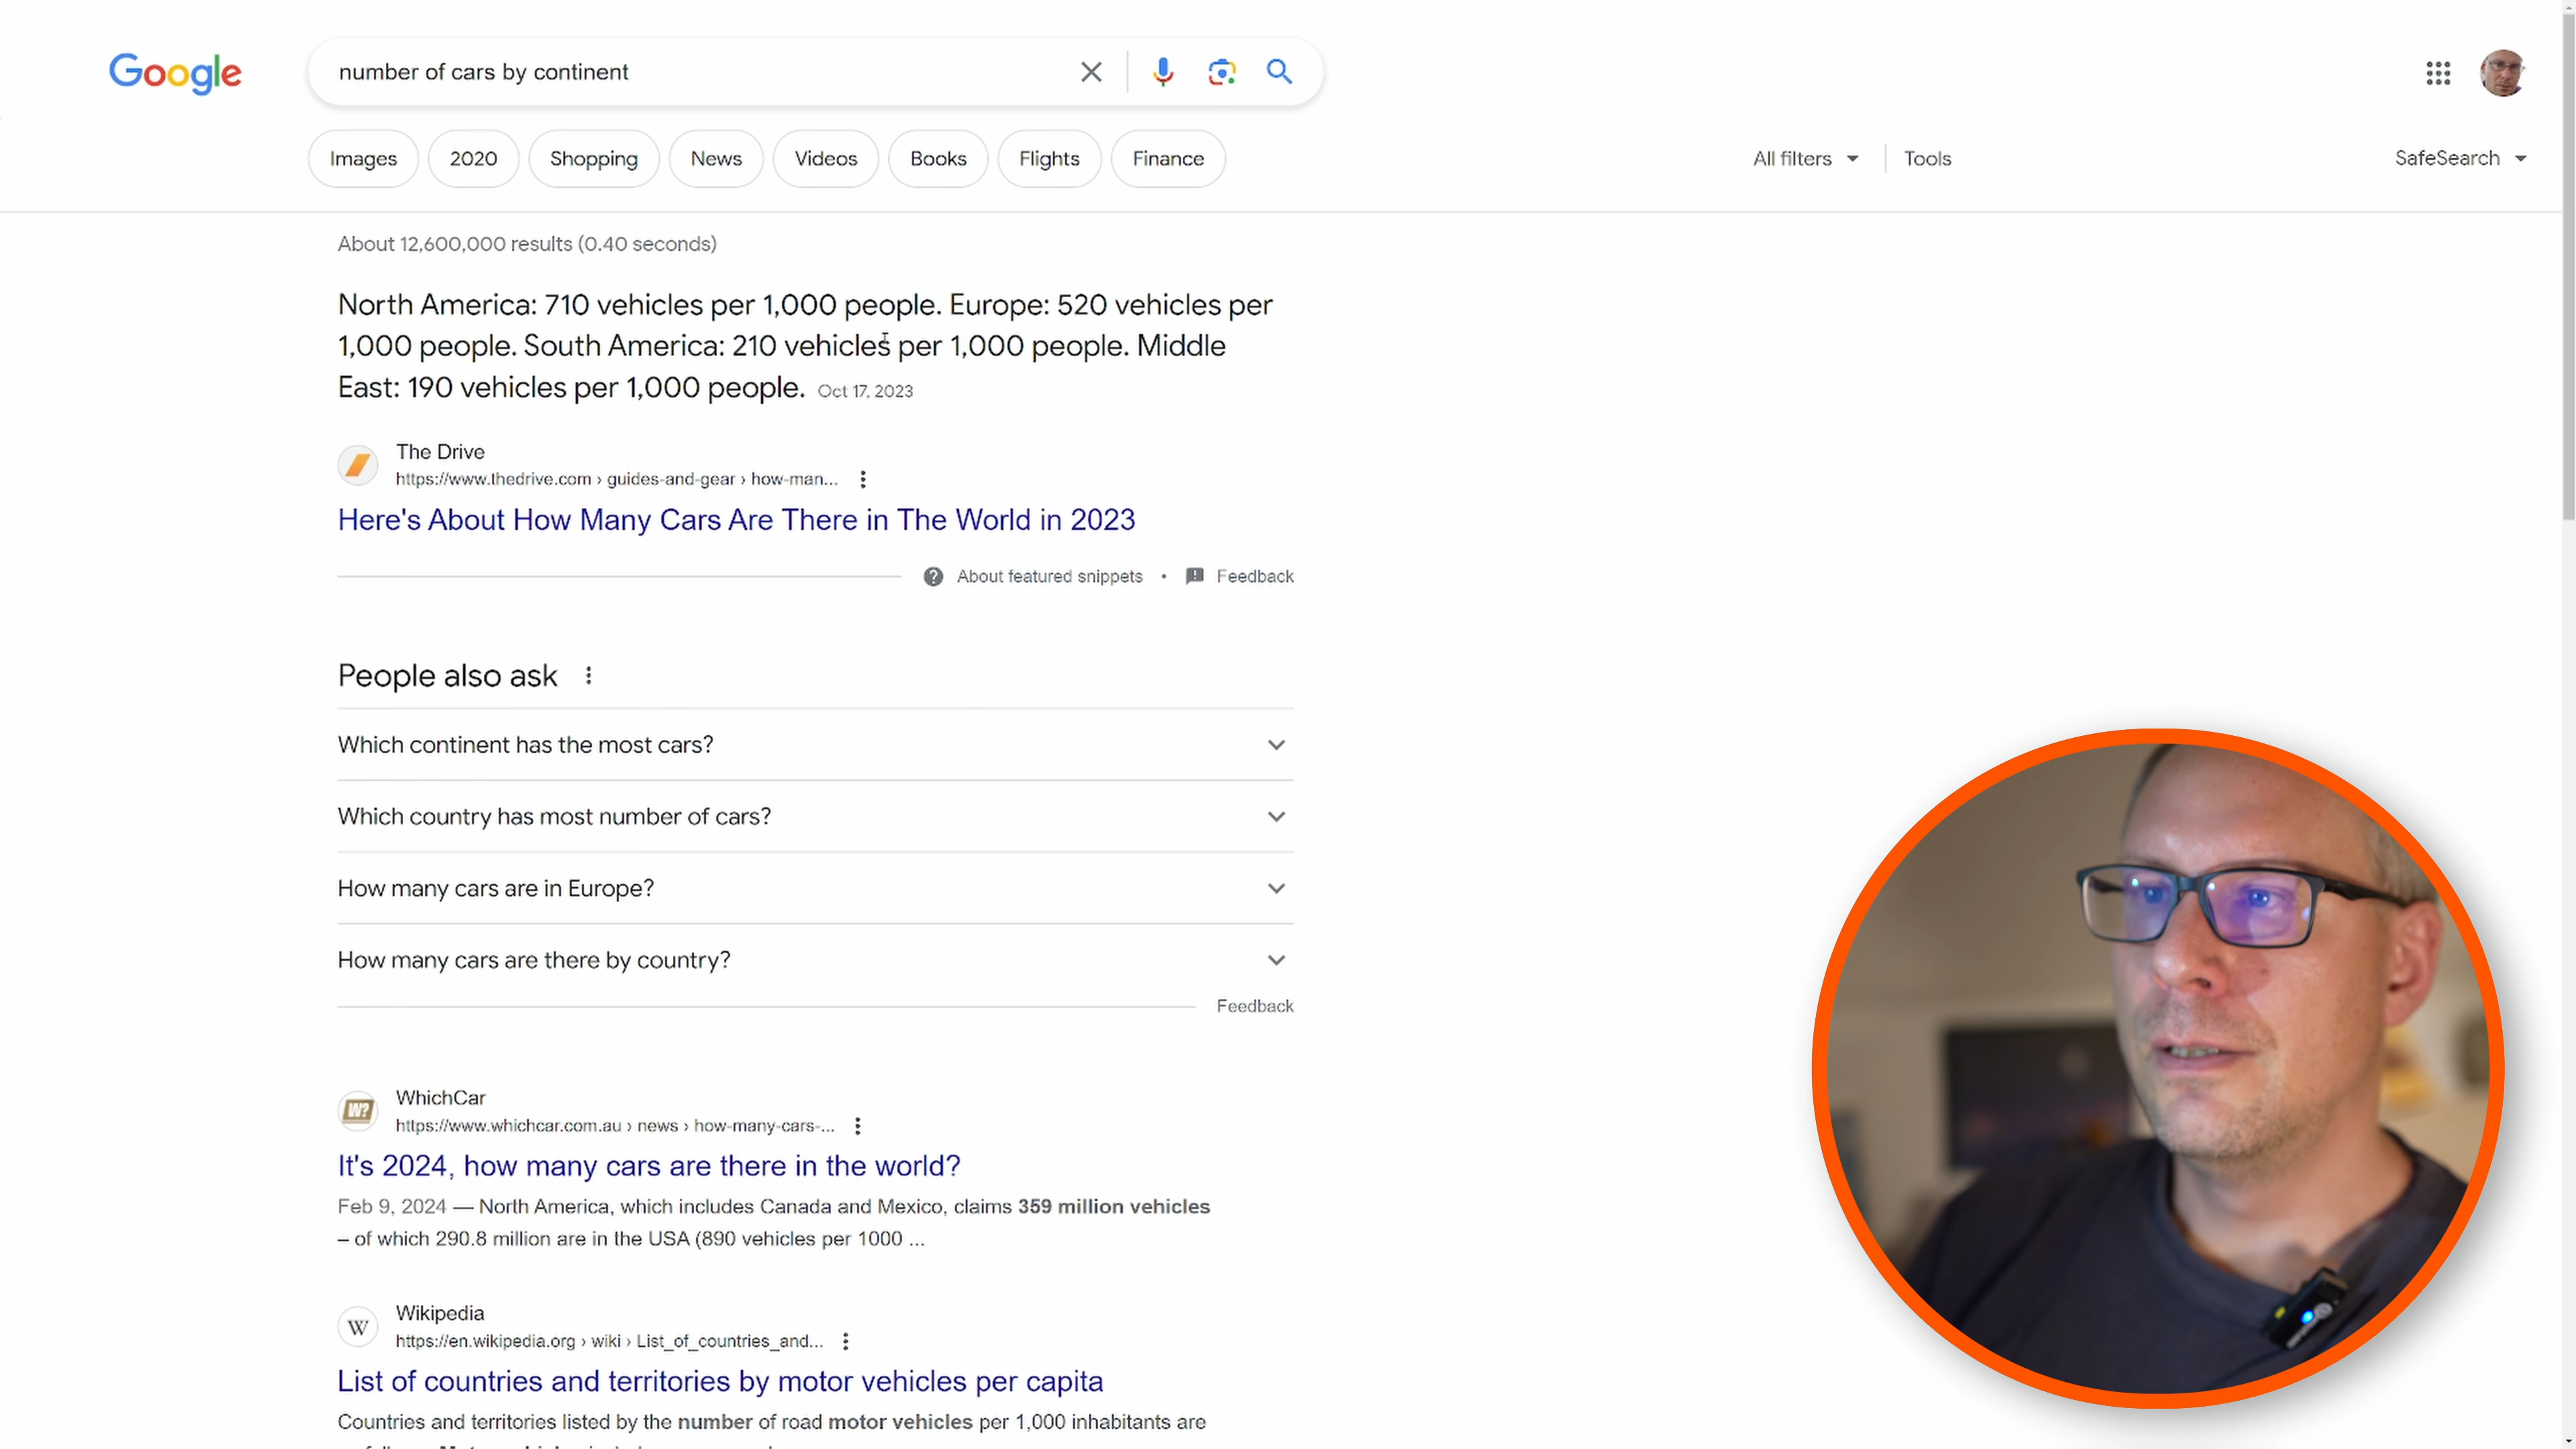 Google
number of cars by continent
Images
2020
Shopping
News
Videos
Books
Flights
Finance
All filters
Tools
SafeSearch
About 12,600,000 results (0.40 seconds)
North America: 710 vehicles per 1,000 people. Europe: 520 vehicles per
1,000 people. South America: 210 vehicles per 1,000 people. Middle
East: 190 vehicles per 1,000 people. Oct 17, 2023
The Drive
https://www.thedrive.com › guides-and-gear › how-man...
Here's About How Many Cars Are There in The World in 2023
About featured snippets • Feedback
People also ask
Which continent has the most cars?
Which country has most number of cars?
How many cars are in Europe?
How many cars are there by country?
Feedback
W?
WhichCar
https://www.whichcar.com.au › news › how-many-cars-...
It's 2024, how many cars are there in the world?
Feb 9, 2024 — North America, which includes Canada and Mexico, claims 359 million vehicles
– of which 290.8 million are in the USA (890 vehicles per 1000 ...
W
Wikipedia
https://en.wikipedia.org › wiki › List_of_countries_and...
List of countries and territories by motor vehicles per capita
Countries and territories listed by the number of road motor vehicles per 1,000 inhabitants are